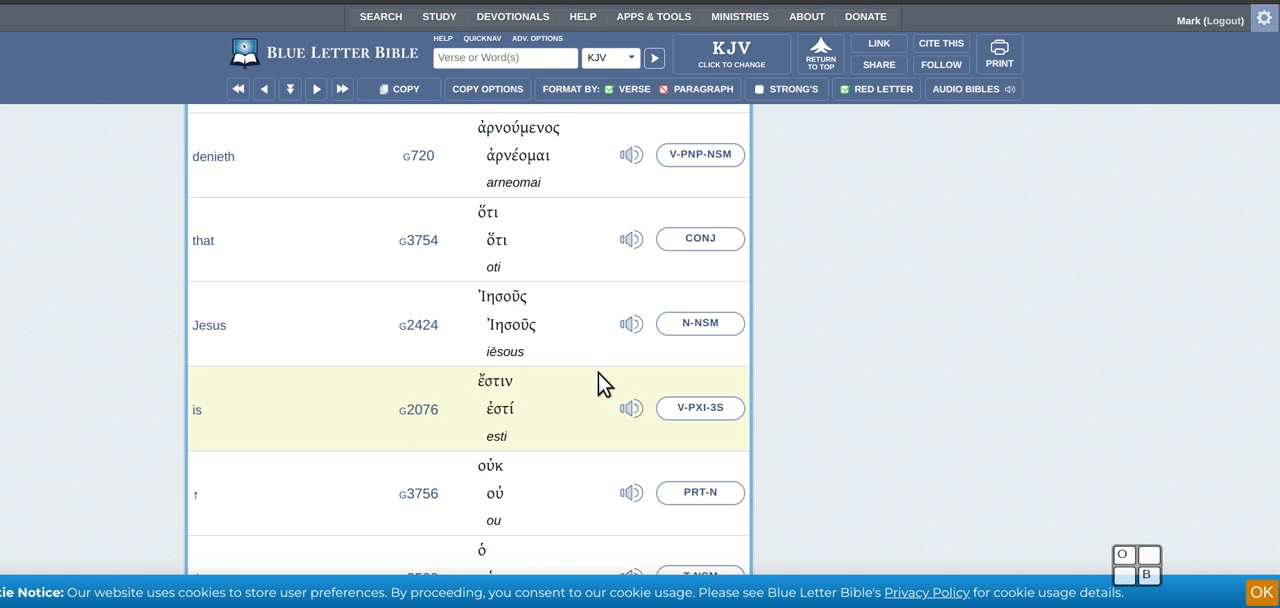 SEARCH STUDY DEVOTIONALS HELP APPS & TOOLS MINISTRIES ABOUT DONATE
Mark (Logout)
BLUE LETTER BIBLE
HELP QUICKNAV ADV. OPTIONS
Verse or Word(s) KJV
KJV
CLICK TO CHANGE
RETURN
TO TOP
LINK CITE THIS
SHARE FOLLOW
PRINT
COPY COPY OPTIONS FORMAT BY: VERSE PARAGRAPH STRONG'S RED LETTER AUDIO BIBLES
ἀρνούμενος
denieth G720 ἀρνέομαι V-PNP-NSM
arneomai
ὅτι
that G3754 ὅτι CONJ
oti
Ἰησοῦς
Jesus G2424 Ἰησοῦς N-NSM
iēsous
ἔστιν
is G2076 ἐστί V-PXI-3S
esti
οὐκ
↑ G3756 οὐ PRT-N
ou
ὁ
T-NSM
O
B
ie Notice: Our website uses cookies to store user preferences. By proceeding, you consent to our cookie usage. Please see Blue Letter Bible's Privacy Policy for cookie usage details. OK